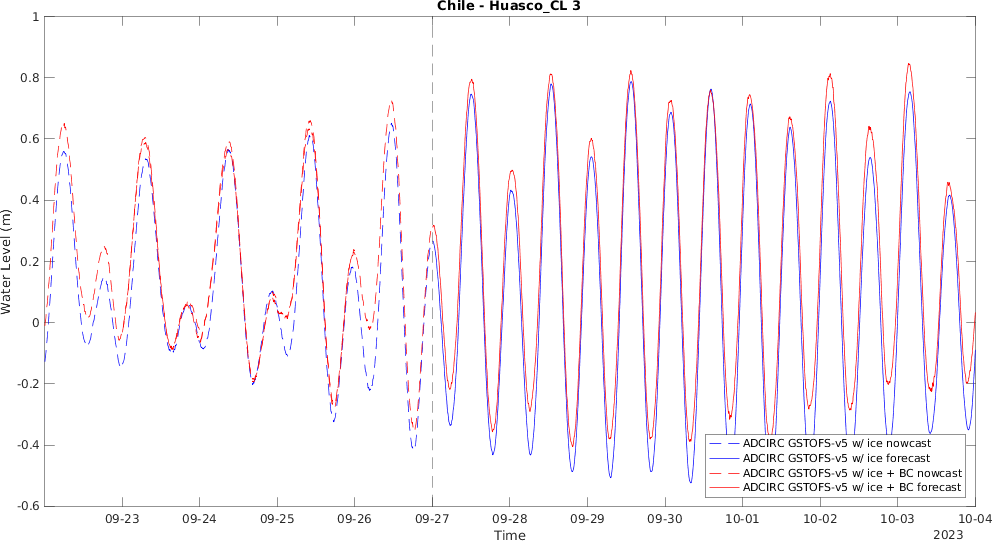 Chile - Huasco_CL 3
Water Level (m)
1
0.8
0.6
0.4
0.2
0
-0.2
-0.4
-0.6
ADCIRC GSTOFS-v5 w/ ice nowcast
ADCIRC GSTOFS-v5 w/ ice forecast
ADCIRC GSTOFS-v5 w/ ice + BC nowcast
ADCIRC GSTOFS-v5 w/ ice + BC forecast
09-23 09-24 09-25 09-26 09-27 09-28 09-29 09-30 10-01 10-02 10-03 10-04
Time
2023